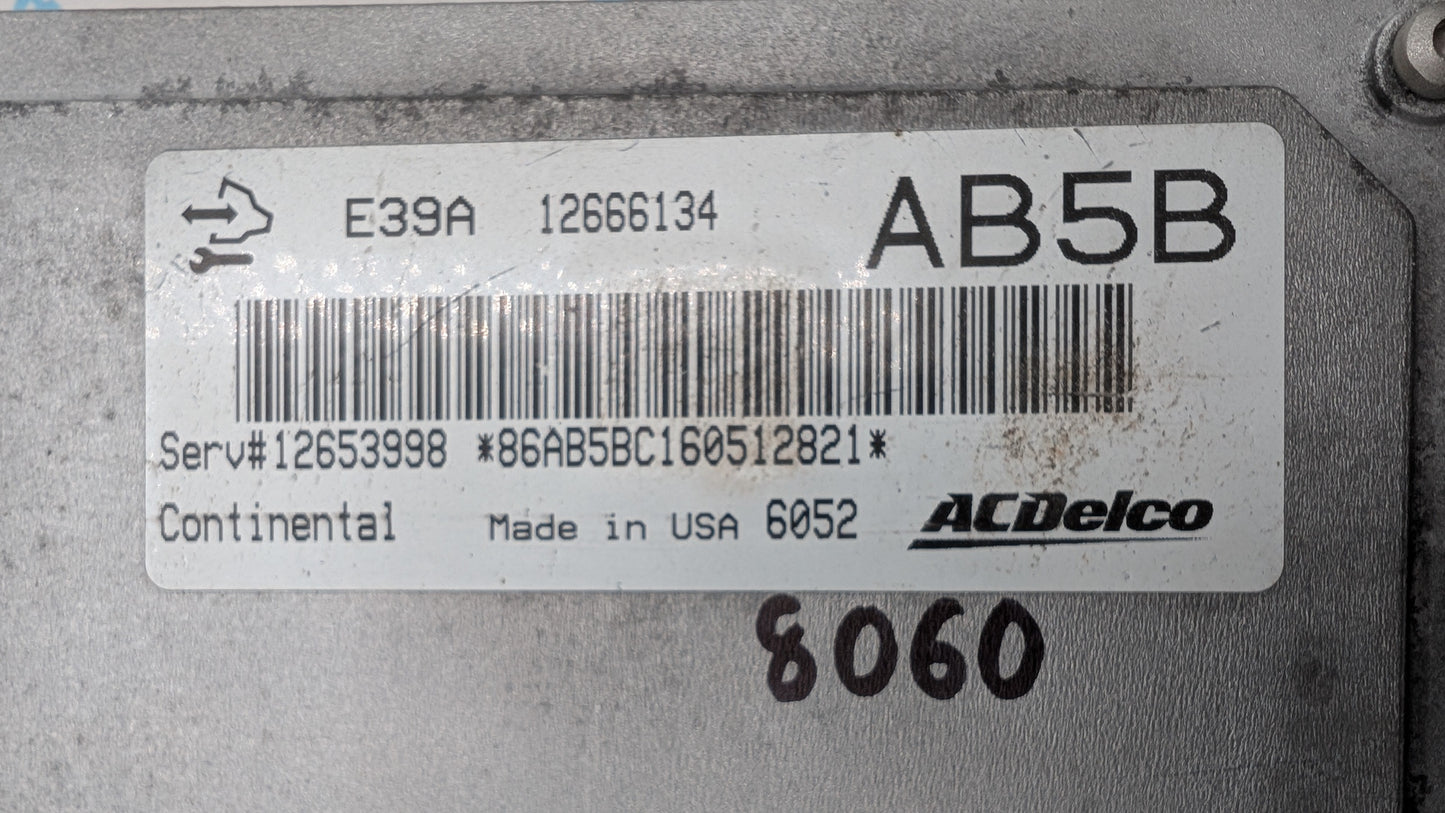 E39A 12666134 AB5B
Serv#12653998 *86AB5BC160512821*
Continental Made in USA 6052 ACDelco
8060